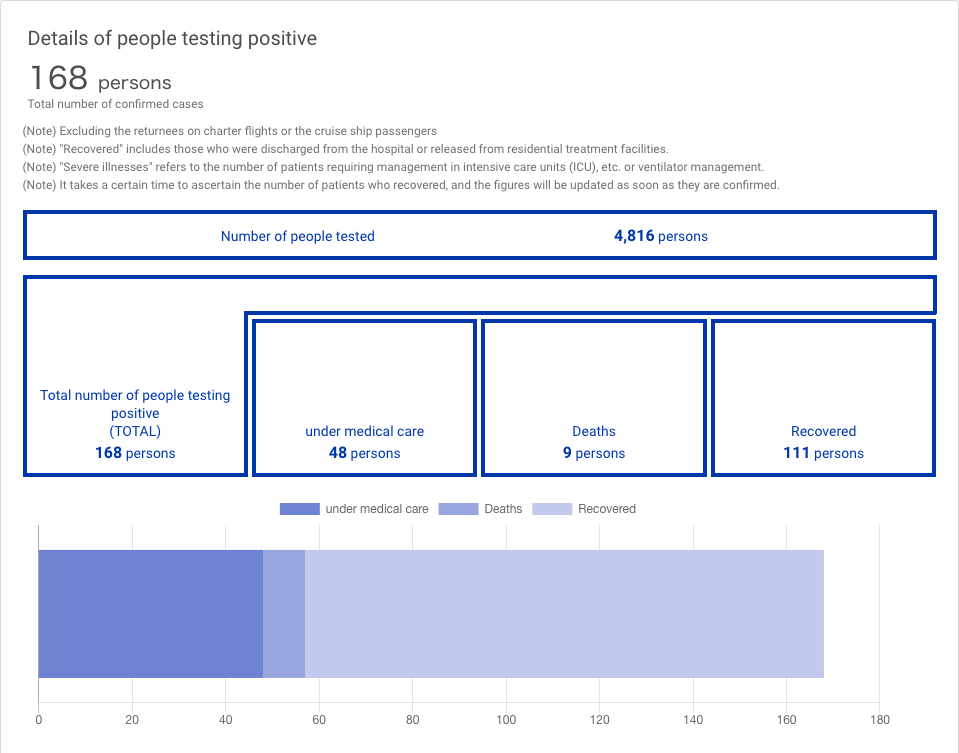 Details of people testing positive
168 persons
Total number of confirmed cases
(Note) Excluding the returnees on charter flights or the cruise ship passengers
(Note) "Recovered" includes those who were discharged from the hospital or released from residential treatment facilities.
(Note) "Severe illnesses" refers to the number of patients requiring management in intensive care units (ICU), etc. or ventilator management.
(Note) It takes a certain time to ascertain the number of patients who recovered, and the figures will be updated as soon as they are confirmed.
Number of people tested 4,816 persons
Total number of people testing
positive
(TOTAL)
168 persons
under medical care
48 persons
Deaths
9 persons
Recovered
111 persons
under medical care Deaths Recovered
0 20 40 60 80 100 120 140 160 180